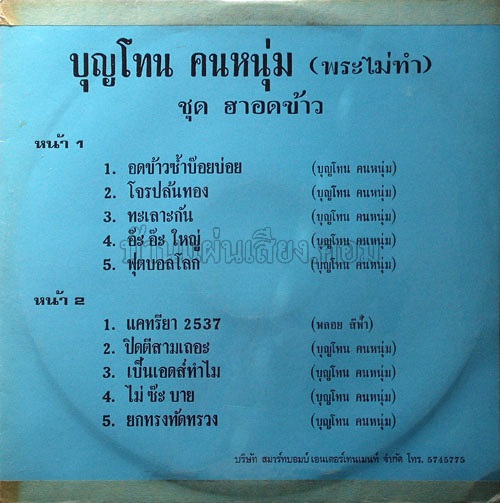 บุญโทน คนหนุ่ม (พระไม่ทำ)
ชุด ฮาอดข้าว
หน้า 1
1. อดข้าวซ้ำบ๊อยบ่อย (บุญโทน คนหนุ่ม)
2. โจรปล้นทอง (บุญโทน คนหนุ่ม)
3. ทะเลาะกัน (บุญโทน คนหนุ่ม)
4. อ๊ะ อ๊ะ ใหญ่ (บุญโทน คนหนุ่ม)
5. ฟุตบอลโลก (บุญโทน คนหนุ่ม)
หน้า 2
1. แคทรียา 2537 (พลอย สีฟ้า)
2. ปิดตีสามเถอะ (บุญโทน คนหนุ่ม)
3. เป็นเอดส์ทำไม (บุญโทน คนหนุ่ม)
4. ไม่ ซ๊ะ บาย (บุญโทน คนหนุ่ม)
5. ยกทรงทัดทรวง (บุญโทน คนหนุ่ม)
บริษัท สมาร์ทบอมบ์ เอนเตอร์เทนเมนท์ จำกัด โทร. 5745775